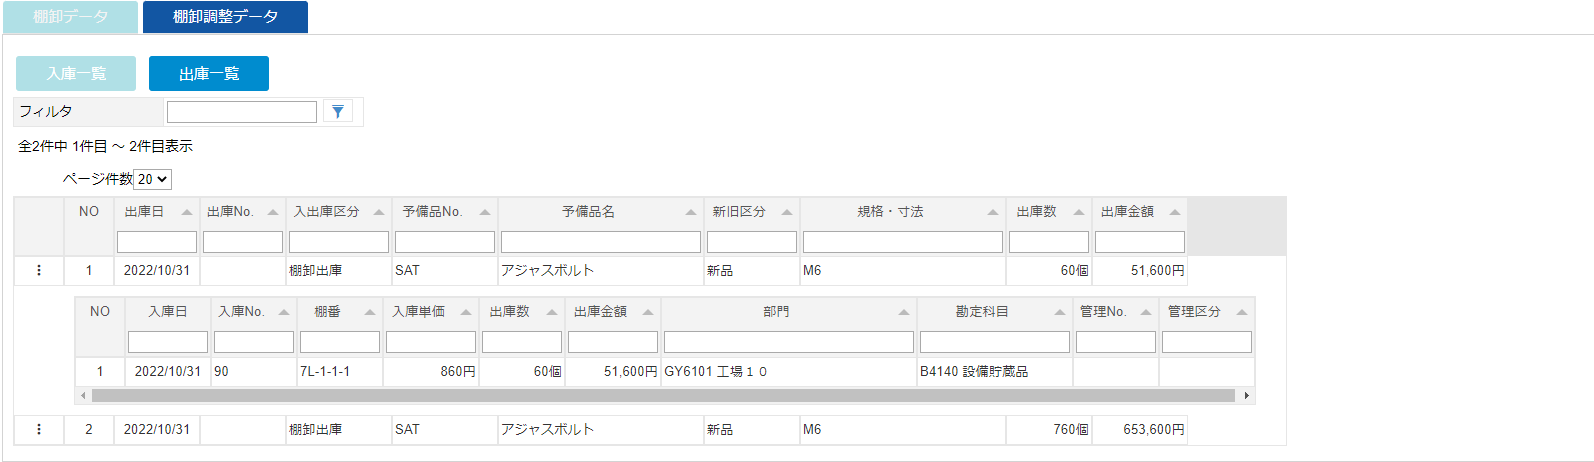 棚卸データ 棚卸調整データ
入庫一覧 出庫一覧
フィルタ
全2件中 1件目 ～ 2件目表示
ページ件数 20
NO 出庫日 出庫No. 入出庫区分 予備品No. 予備品名 新旧区分 規格・寸法 出庫数 出庫金額
1 2022/10/31 棚卸出庫 SAT アジャスボルト 新品 M6 60個 51,600円
NO 入庫日 入庫No. 棚番 入庫単価 出庫数 出庫金額 部門 勘定科目 管理No. 管理区分
1 2022/10/31 90 7L-1-1-1 860円 60個 51,600円 GY6101 工場１０ B4140 設備貯蔵品
2 2022/10/31 棚卸出庫 SAT アジャスボルト 新品 M6 760個 653,600円